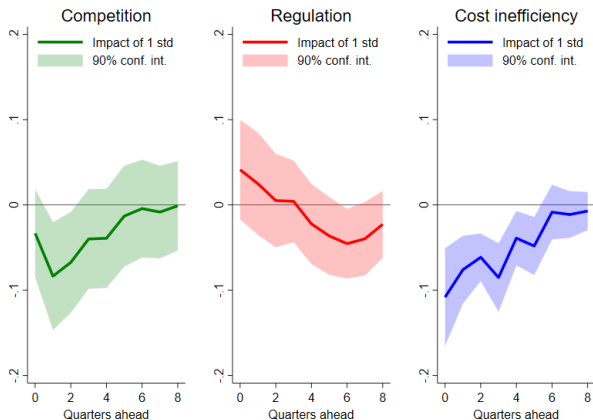 Competition
Impact of 1 std
90% conf. int.
.2
.1
0
-.1
-.2
0 2 4 6 8
Quarters ahead
Regulation
Impact of 1 std
90% conf. int.
.2
.1
0
-.1
-.2
0 2 4 6 8
Quarters ahead
Cost inefficiency
Impact of 1 std
90% conf. int.
.2
.1
0
-.1
-.2
0 2 4 6 8
Quarters ahead